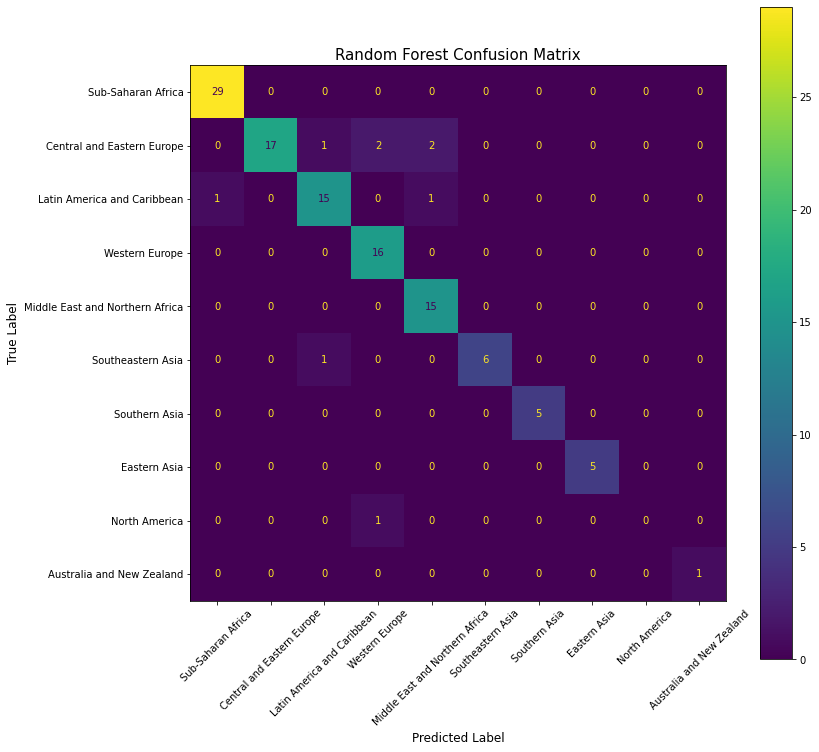 Random Forest Confusion Matrix
True Label
Sub-Saharan Africa 29 0 0 0 0 0 0 0 0 0
Central and Eastern Europe 0 17 1 2 2 0 0 0 0 0
Latin America and Caribbean 1 0 15 0 1 0 0 0 0 0
Western Europe 0 0 0 16 0 0 0 0 0 0
Middle East and Northern Africa 0 0 0 0 15 0 0 0 0 0
Southeastern Asia 0 0 1 0 0 6 0 0 0 0
Southern Asia 0 0 0 0 0 0 5 0 0 0
Eastern Asia 0 0 0 0 0 0 0 5 0 0
North America 0 0 0 1 0 0 0 0 0 0
Australia and New Zealand 0 0 0 0 0 0 0 0 0 1
Sub-Saharan Africa
Central and Eastern Europe
Latin America and Caribbean
Western Europe
Middle East and Northern Africa
Southeastern Asia
Southern Asia
Eastern Asia
North America
Australia and New Zealand
Predicted Label
25
20
15
10
5
0